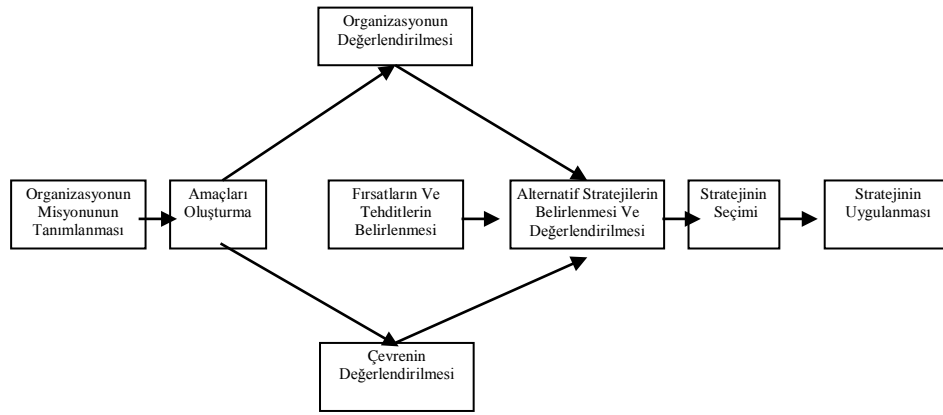 Organizasyonun
Değerlendirilmesi
Organizasyonun
Misyonunun
Tanımlanması
Amaçları
Oluşturma
Fırsatların Ve
Tehditlerin
Belirlenmesi
Alternatif Stratejilerin
Belirlenmesi Ve
Değerlendirilmesi
Stratejinin
Seçimi
Stratejinin
Uygulanması
Çevrenin
Değerlendirilmesi